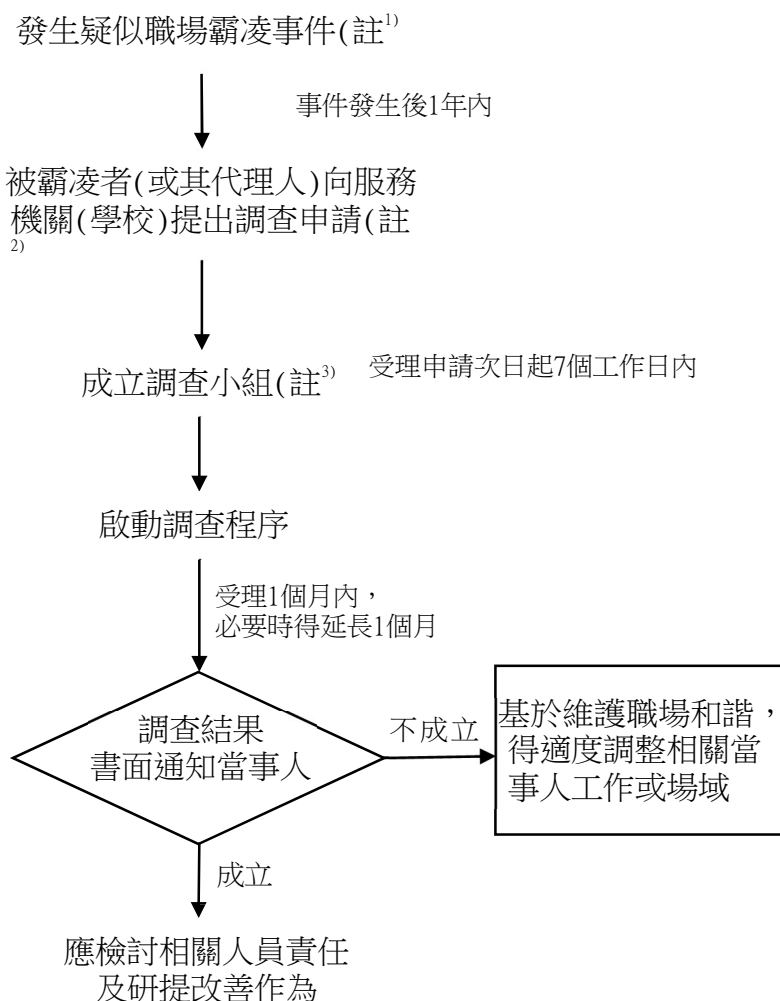 發生疑似職場霸凌事件(註1)
事件發生後1年內
被霸凌者(或其代理人)向服務
機關(學校)提出調查申請(註
2)
成立調查小組(註3)
受理申請次日起7個工作日內
啟動調查程序
受理1個月內，
必要時得延長1個月
調查結果
書面通知當事人
不成立
基於維護職場和諧，
得適度調整相關當
事人工作或場域
成立
應檢討相關人員責任
及研提改善作為